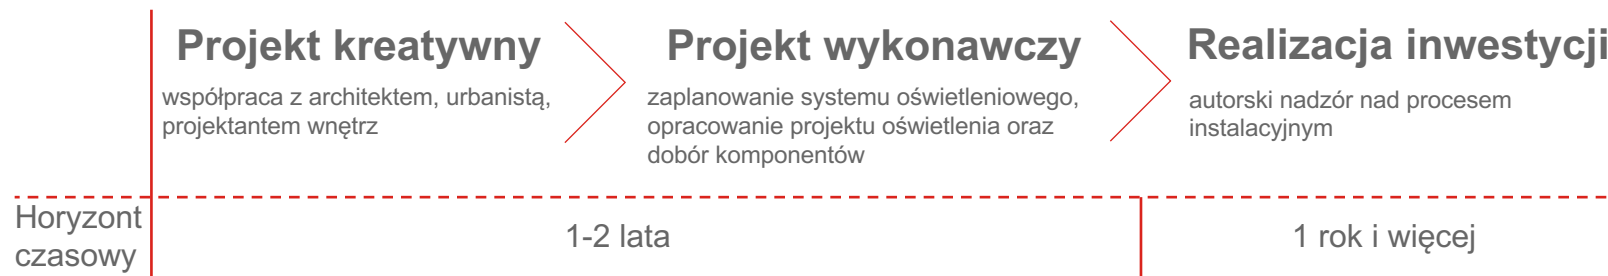 Projekt kreatywny
współpraca z architektem, urbanistą,
projektantem wnętrz
Projekt wykonawczy
zaplanowanie systemu oświetleniowego,
opracowanie projektu oświetlenia oraz
dobór komponentów
Realizacja inwestycji
autorski nadzór nad procesem
instalacyjnym
Horyzont
czasowy
1-2 lata
1 rok i więcej